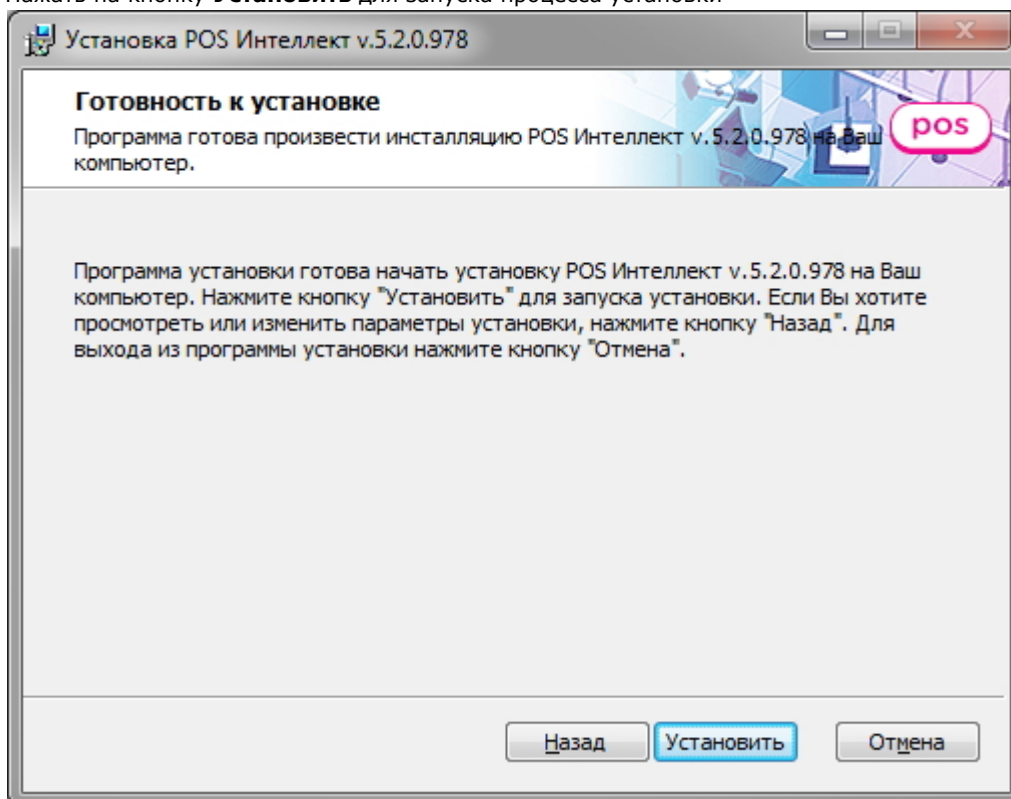 Нажать на кнопку Установить для запуска процесса установки
Установка POS Интеллект v.5.2.0.978
Готовность к установке
Программа готова произвести инсталляцию POS Интеллект v.5.2.0.978 на Ваш
компьютер.
pos
Программа установки готова начать установку POS Интеллект v.5.2.0.978 на Ваш
компьютер. Нажмите кнопку "Установить" для запуска установки. Если Вы хотите
просмотреть или изменить параметры установки, нажмите кнопку "Назад". Для
выхода из программы установки нажмите кнопку "Отмена".
Назад Установить Отмена